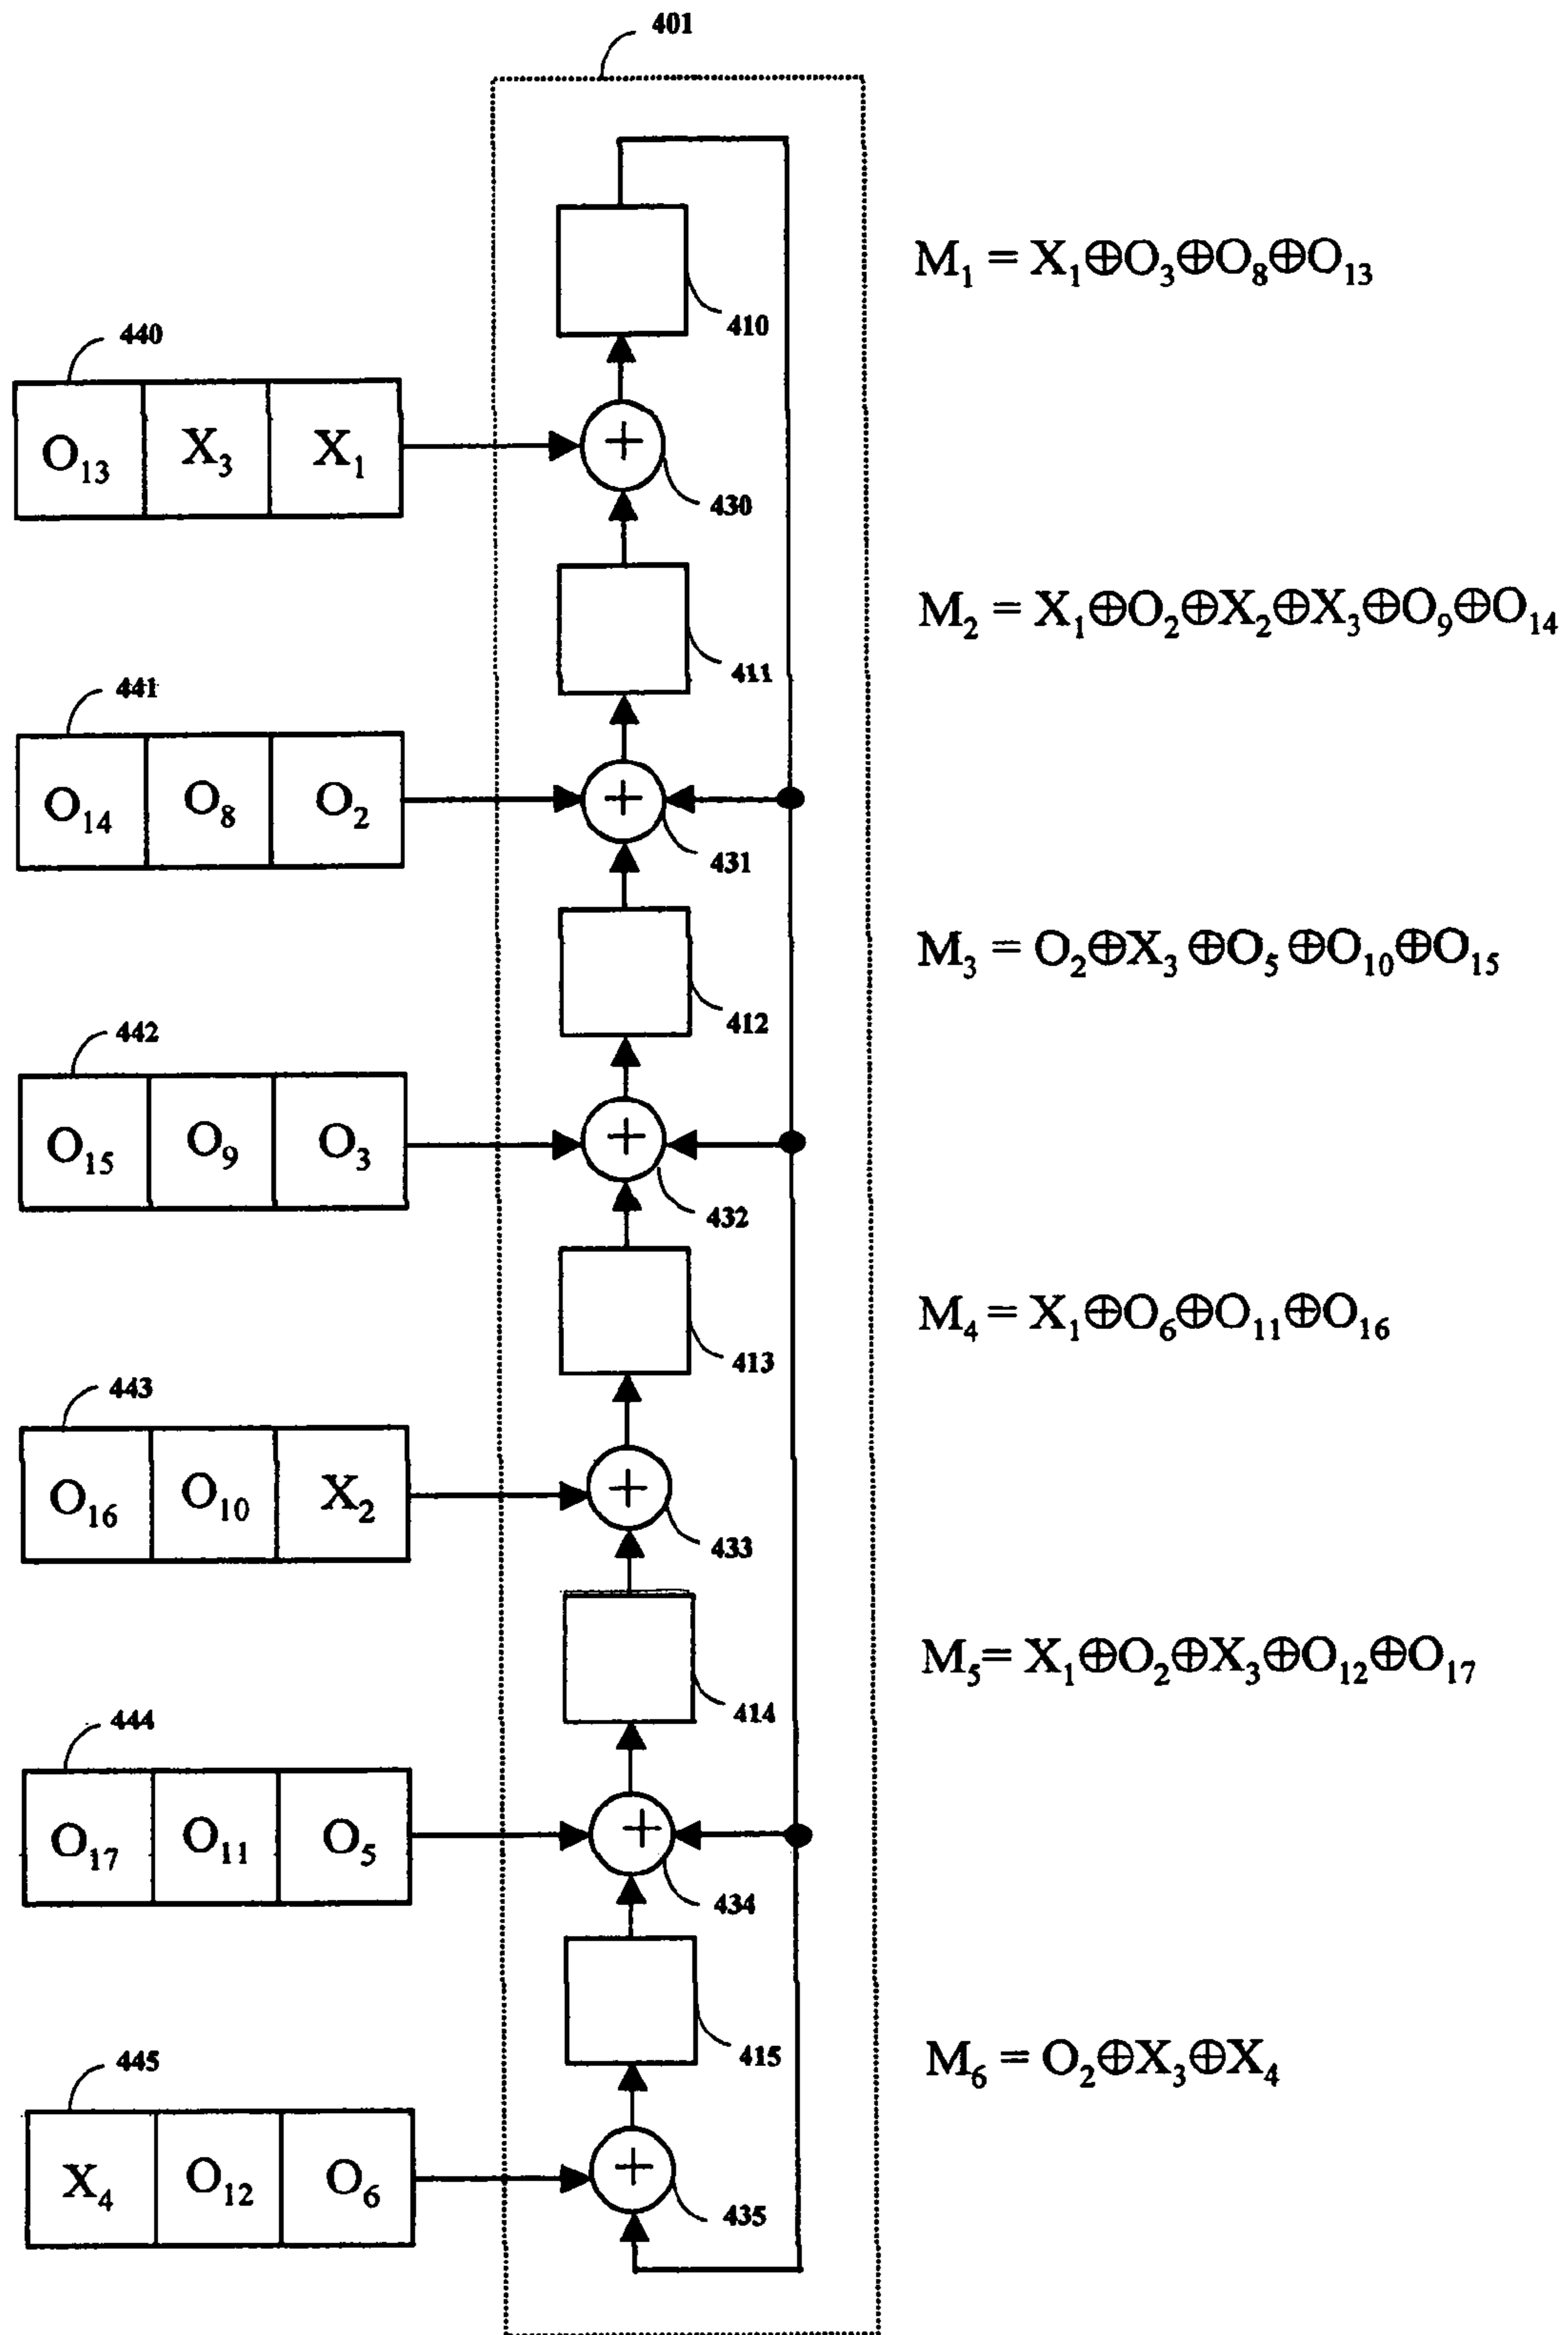 401
M₁ = X₁⊕O₃⊕O₈⊕O₁₃
410
440
O₁₃ X₃ X₁
+
430
M₂ = X₁⊕O₂⊕X₂⊕X₃⊕O₉⊕O₁₄
411
441
O₁₄ O₈ O₂
+
431
M₃ = O₂⊕X₃⊕O₅⊕O₁₀⊕O₁₅
412
442
O₁₅ O₉ O₃
+
432
M₄ = X₁⊕O₆⊕O₁₁⊕O₁₆
413
443
O₁₆ O₁₀ X₂
+
433
M₅= X₁⊕O₂⊕X₃⊕O₁₂⊕O₁₇
414
444
O₁₇ O₁₁ O₅
+
434
M₆ = O₂⊕X₃⊕X₄
415
445
X₄ O₁₂ O₆
+
435